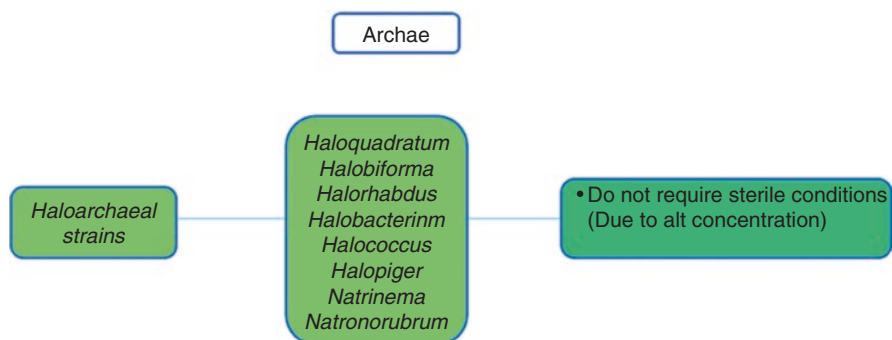 Archae
Haloarchaeal
strains
Haloquadratum
Halobiforma
Halorhabdus
Halobacterinm
Halococcus
Halopiger
Natrinema
Natronorubrum
• Do not require sterile conditions
(Due to alt concentration)